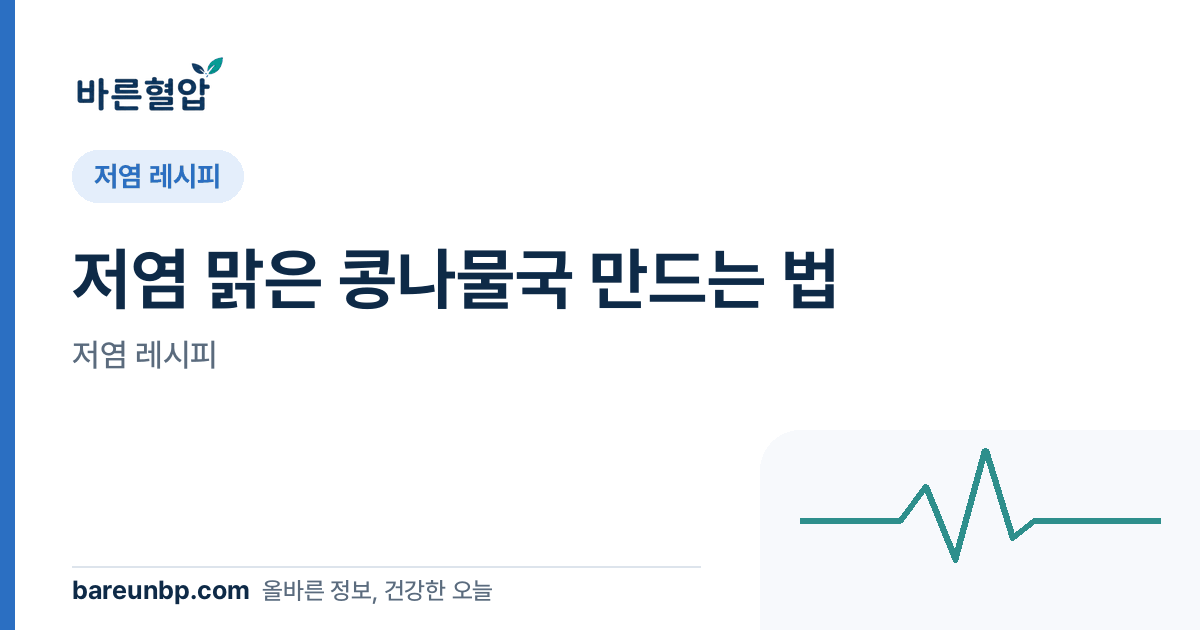 바른혈압
저염 레시피
저염 맑은 콩나물국 만드는 법
저염 레시피
bareunbp.com 올바른 정보, 건강한 오늘